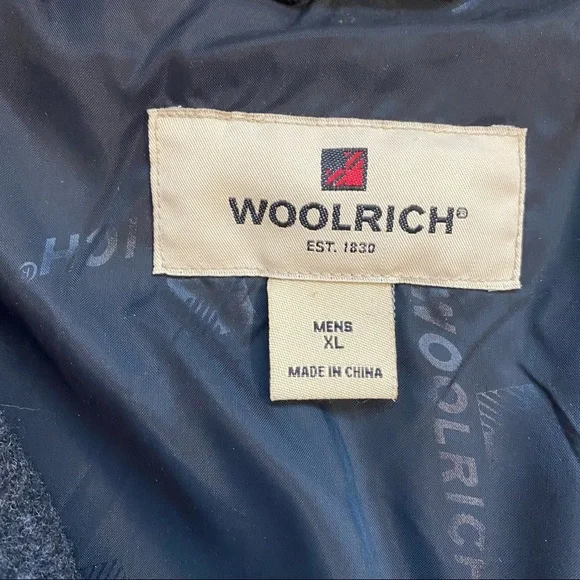 WOOLRICH®
EST. 1830
MENS
XL
MADE IN CHINA
WOOLRICH